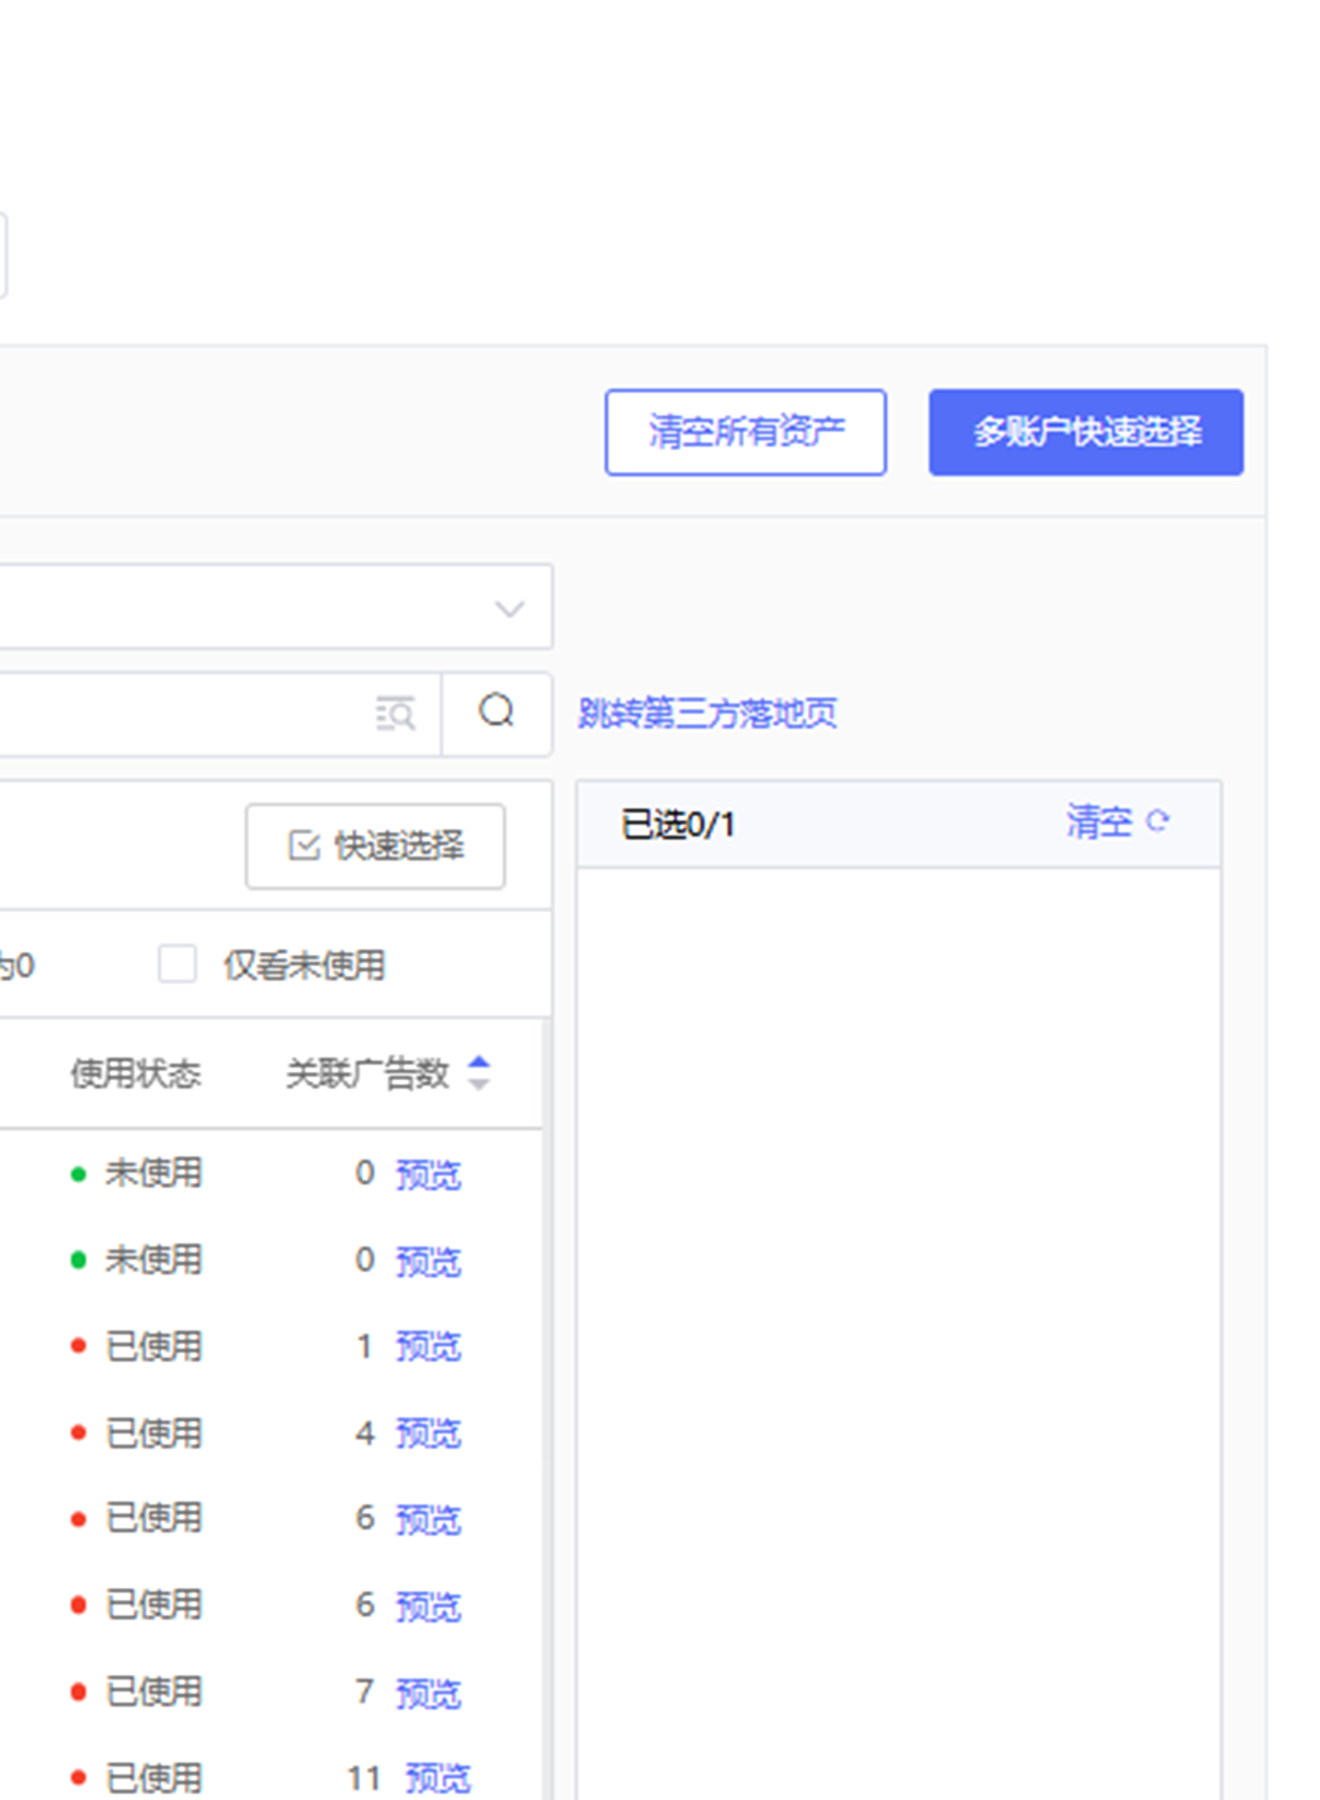 清空所有资产 多账户快速选择
跳转第三方落地页
快速选择 已选0/1 清空
为0 仅看未使用
使用状态 关联广告数
未使用 0 预览
未使用 0 预览
已使用 1 预览
已使用 4 预览
已使用 6 预览
已使用 6 预览
已使用 7 预览
已使用 11 预览